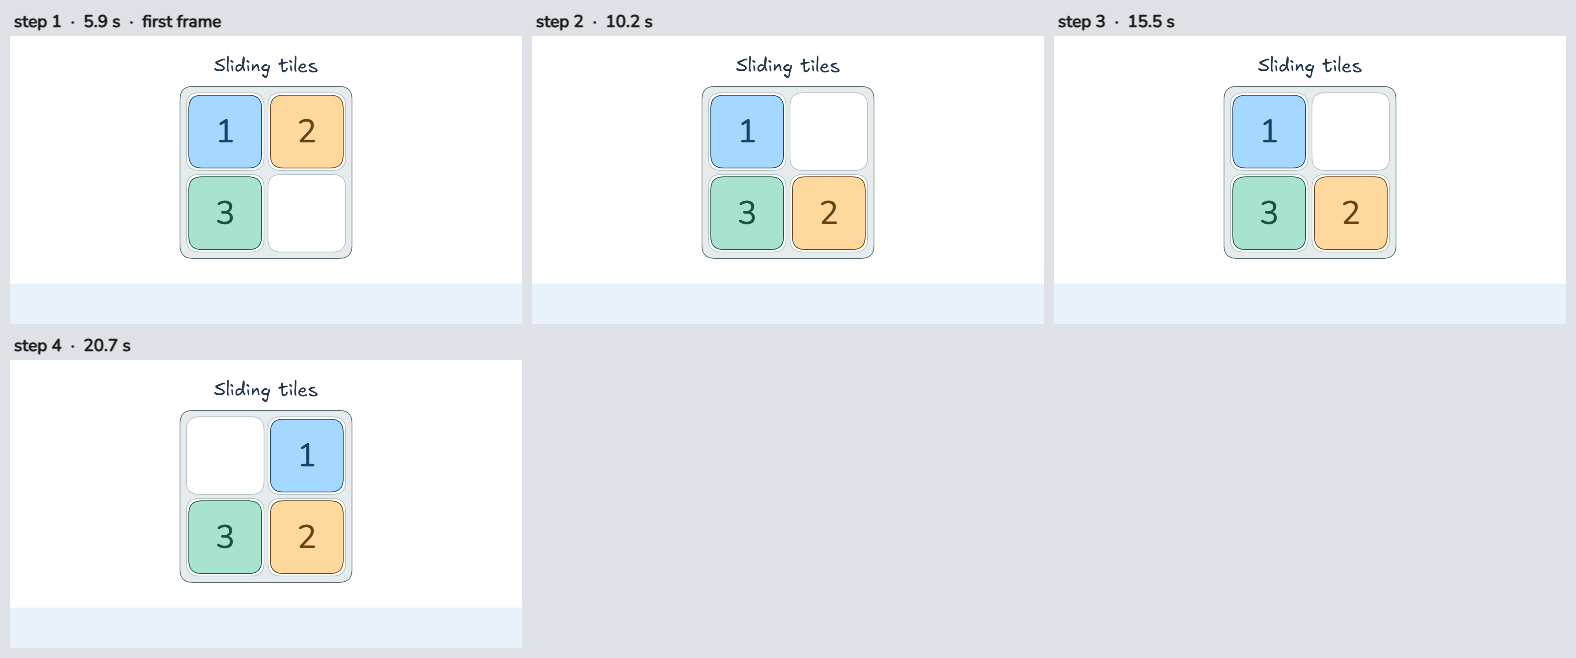 step 1 · 5.9 s · first frame
Sliding tiles
1 2
3
step 2 · 10.2 s
Sliding tiles
1
3 2
step 3 · 15.5 s
Sliding tiles
1
3 2
step 4 · 20.7 s
Sliding tiles
1
3 2